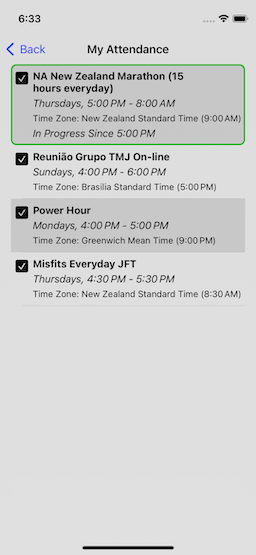 6:33
Back
My Attendance
NA New Zealand Marathon (15
hours everyday)
Thursdays, 5:00 PM - 8:00 AM
Time Zone: New Zealand Standard Time (9:00 AM)
In Progress Since 5:00 PM
Reunião Grupo TMJ On-line
Sundays, 4:00 PM - 6:00 PM
Time Zone: Brasilia Standard Time (5:00 PM)
Power Hour
Mondays, 4:00 PM - 5:00 PM
Time Zone: Greenwich Mean Time (9:00 PM)
Misfits Everyday JFT
Thursdays, 4:30 PM - 5:30 PM
Time Zone: New Zealand Standard Time (8:30 AM)